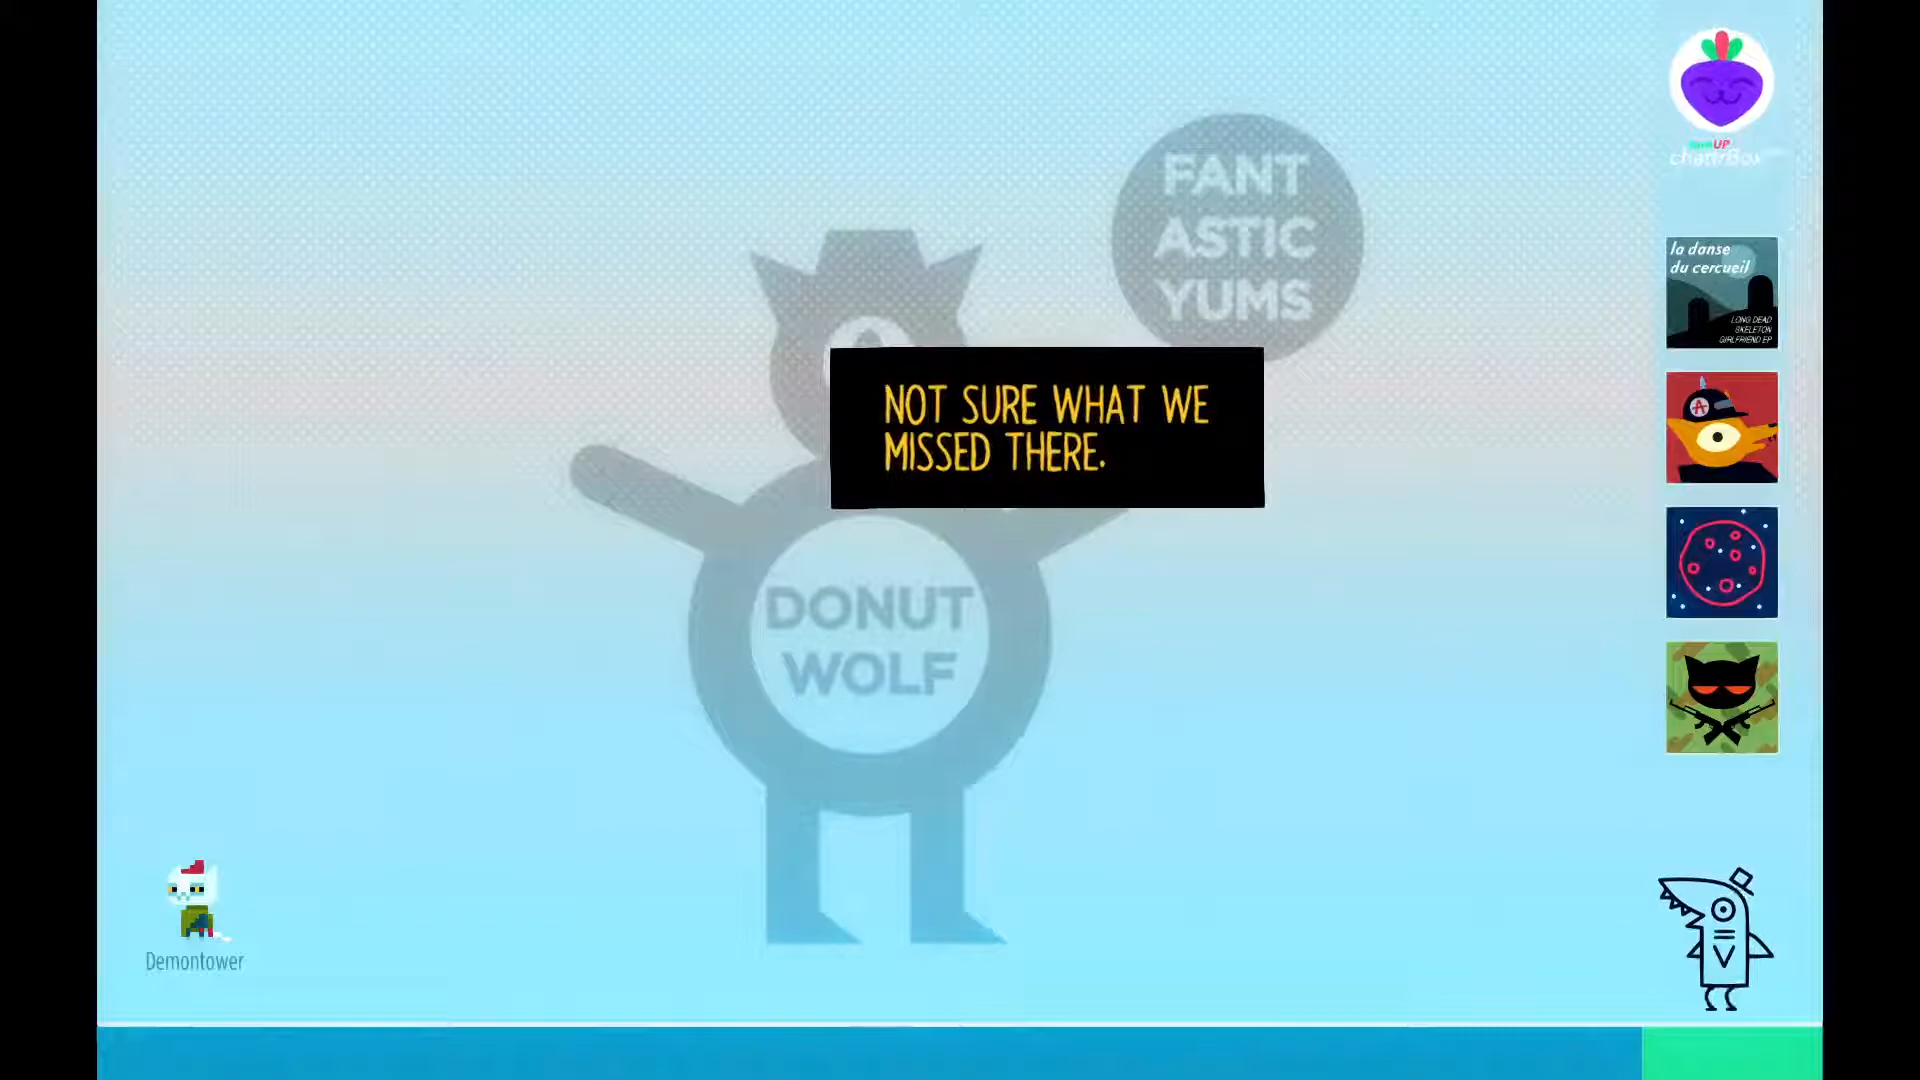 FANT
ASTIC
YUMS
NOT SURE WHAT WE
MISSED THERE.
DONUT
WOLF
UP
la danse
du cercueil
LONG DEAD
SKELETON
GIRLFRIEND EP
Demontower